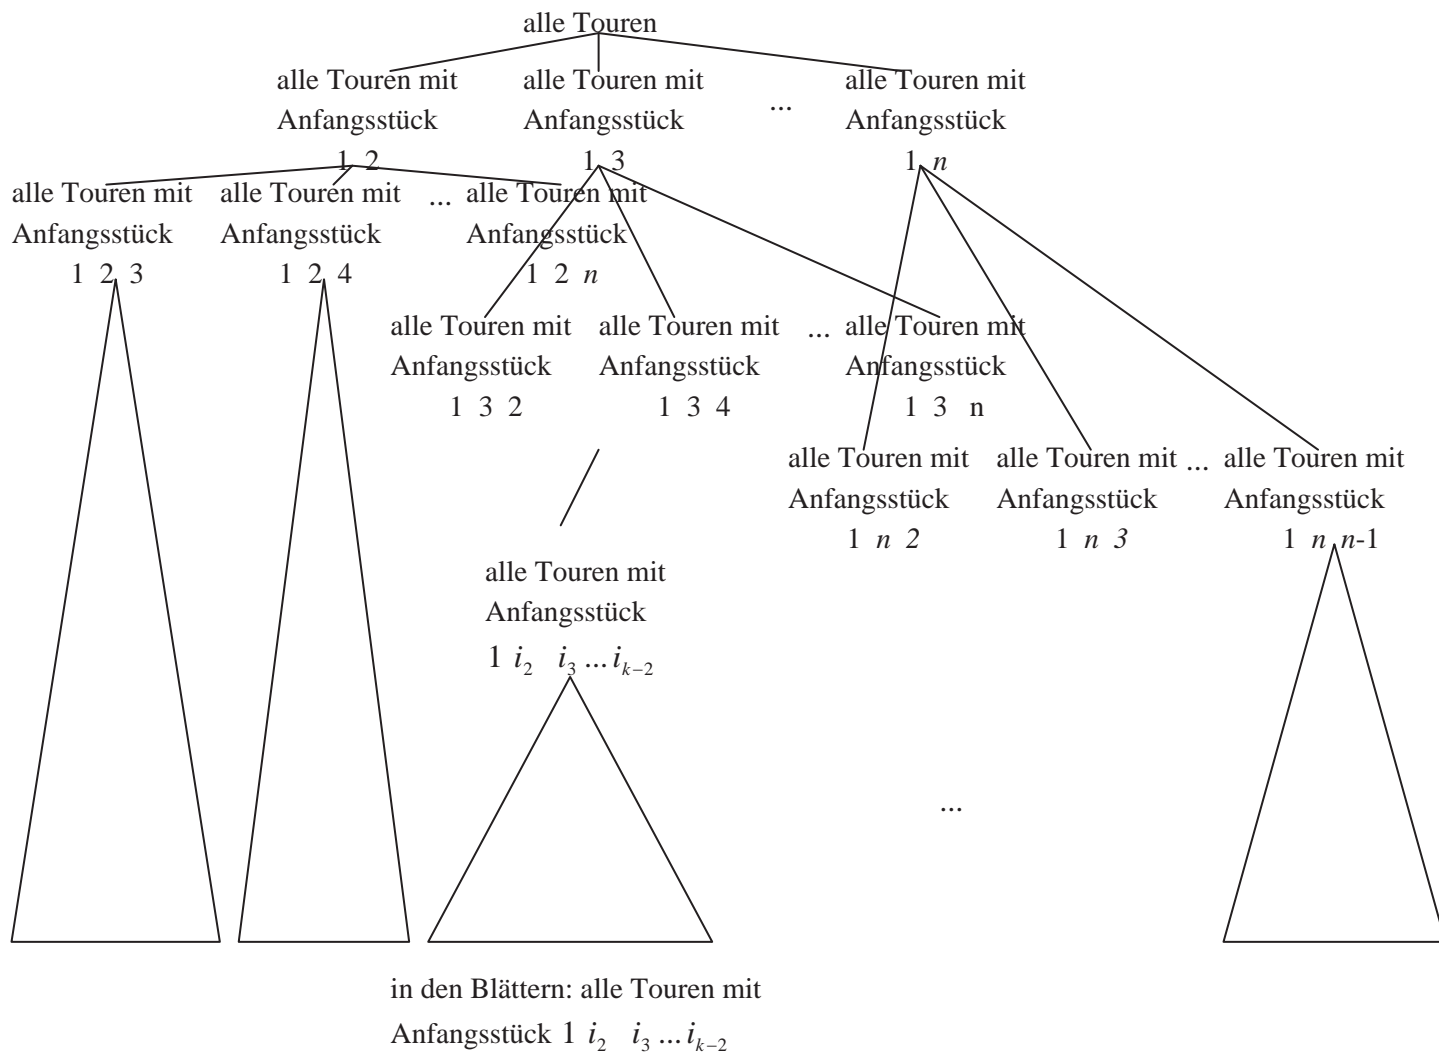 alle Touren
alle Touren mit
Anfangsstück
1 2
alle Touren mit
Anfangsstück
1 3
...
alle Touren mit
Anfangsstück
1 n
alle Touren mit
Anfangsstück
1 2 3
alle Touren mit
Anfangsstück
1 2 4
...
alle Touren mit
Anfangsstück
1 2 n
alle Touren mit
Anfangsstück
1 3 2
alle Touren mit
Anfangsstück
1 3 4
...
alle Touren mit
Anfangsstück
1 3 n
alle Touren mit
Anfangsstück
1 n 2
alle Touren mit
Anfangsstück
1 n 3
...
alle Touren mit
Anfangsstück
1 n n-1
alle Touren mit
Anfangsstück
1 i₂ i₃ ... iₖ₋₂
...
in den Blättern: alle Touren mit
Anfangsstück 1 i₂ i₃ ... iₖ₋₂